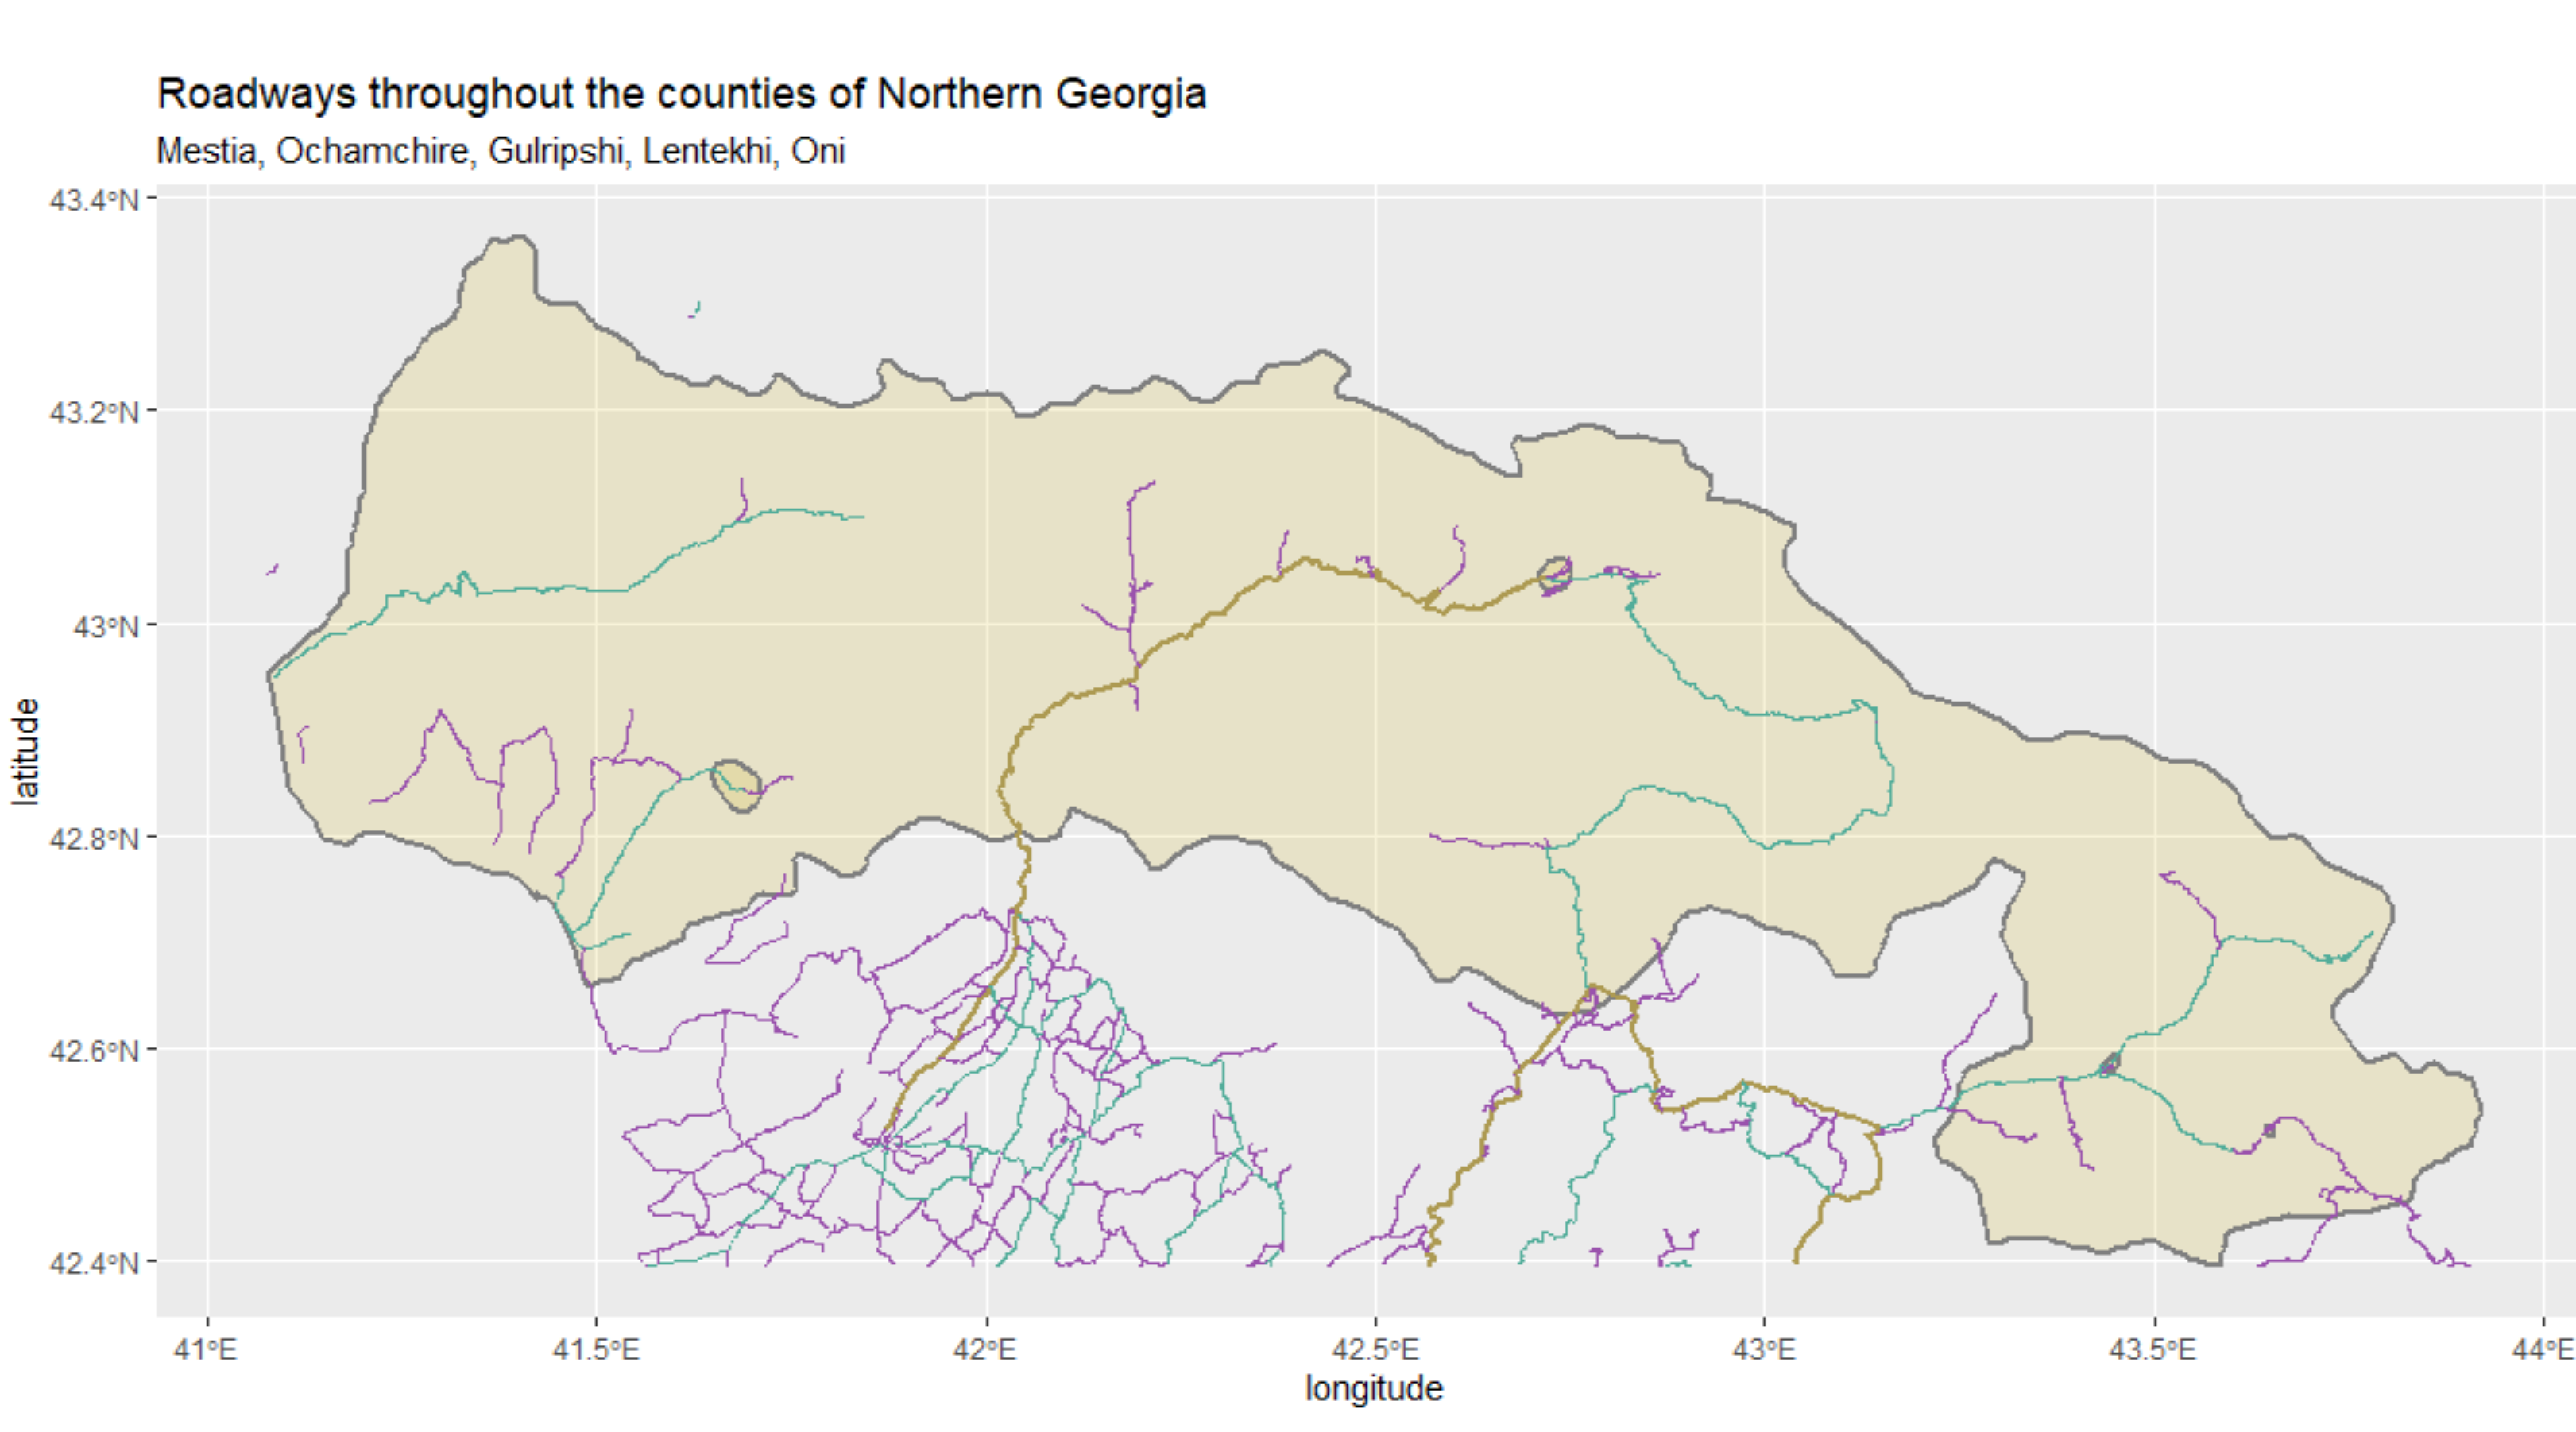 Roadways throughout the counties of Northern Georgia
Mestia, Ochamchire, Gulripshi, Lentekhi, Oni
43.4°N
43.2°N
43°N
42.8°N
42.6°N
42.4°N
latitude
41°E
41.5°E
42°E
42.5°E
43°E
43.5°E
44°E
longitude